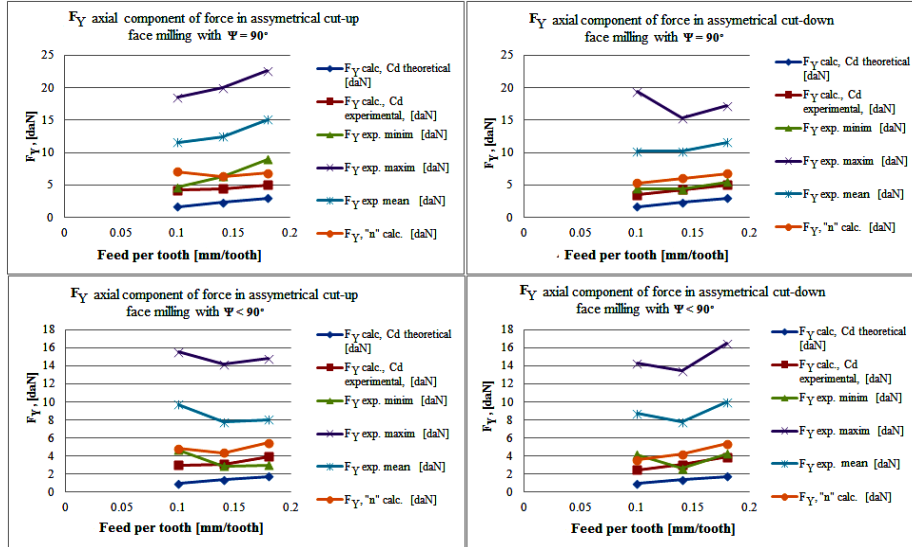 FY axial component of force in assymetrical cut-up
face milling with Ψ = 90°
25
20
15
10
5
0
FY, [daN]
0 0.05 0.1 0.15 0.2
Feed per tooth [mm/tooth]
FY calc, Cd theoretical
[daN]
FY calc., Cd
experimental, [daN]
FY exp. minim [daN]
FY exp. maxim [daN]
FY exp mean [daN]
FY, "n" calc. [daN]
FY axial component of force in assymetrical cut-down
face milling with Ψ = 90°
25
20
15
10
5
0
FY, [daN]
0 0.05 0.1 0.15 0.2
Feed per tooth [mm/tooth]
FY calc, Cd theoretical
[daN]
FY calc., Cd
experimental, [daN]
FY exp. minim [daN]
FY exp. maxim [daN]
FY exp. mean [daN]
FY, "n" calc. [daN]
FY axial component of force in assymetrical cut-up
face milling with Ψ < 90°
18
16
14
12
10
8
6
4
2
0
FY, [daN]
0 0.05 0.1 0.15 0.2
Feed per tooth [mm/tooth]
FY calc, Cd theoretical
[daN]
FY calc., Cd
experimental, [daN]
FY exp. minim [daN]
FY exp. maxim [daN]
FY exp. mean [daN]
FY, "n" calc. [daN]
FY axial component of force in assymetrical cut-down
face milling with Ψ < 90°
18
16
14
12
10
8
6
4
2
0
FY, [daN]
0 0.05 0.1 0.15 0.2
Feed per tooth [mm/tooth]
FY calc, Cd theoretical
[daN]
FY calc., Cd
experimental, [daN]
FY exp. minim [daN]
FY exp. maxim [daN]
FY exp. mean [daN]
FY, "n" calc. [daN]